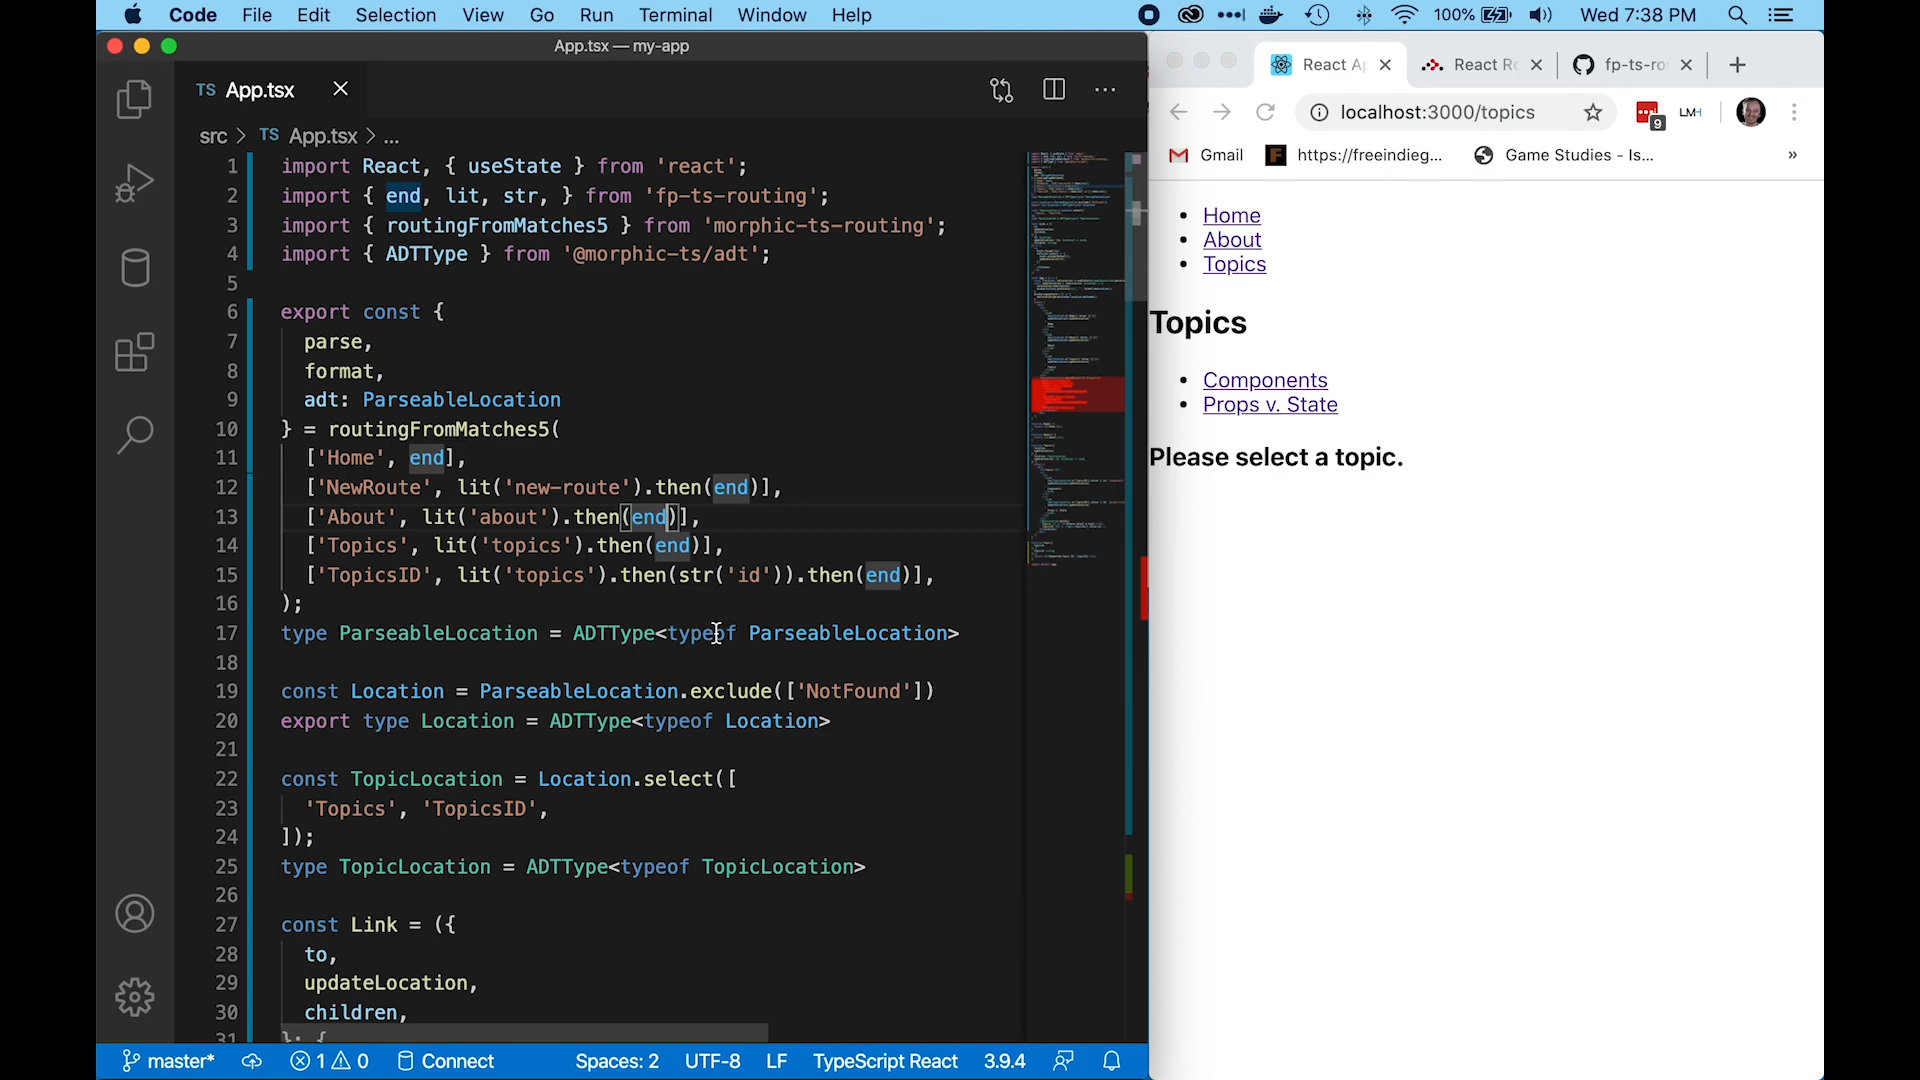 Code File Edit Selection View Go Run Terminal Window Help 100% Wed 7:38 PM
App.tsx — my-app
TS App.tsx
src > TS App.tsx > ...
1 import React, { useState } from 'react';
2 import { end, lit, str, } from 'fp-ts-routing';
3 import { routingFromMatches5 } from 'morphic-ts-routing';
4 import { ADTType } from '@morphic-ts/adt';
5
6 export const {
7 parse,
8 format,
9 adt: ParseableLocation
10 } = routingFromMatches5(
11 ['Home', end],
12 ['NewRoute', lit('new-route').then(end)],
13 ['About', lit('about').then(end)],
14 ['Topics', lit('topics').then(end)],
15 ['TopicsID', lit('topics').then(str('id')).then(end)],
16 );
17 type ParseableLocation = ADTType<typeof ParseableLocation>
18
19 const Location = ParseableLocation.exclude(['NotFound'])
20 export type Location = ADTType<typeof Location>
21
22 const TopicLocation = Location.select([
23 'Topics', 'TopicsID',
24 ]);
25 type TopicLocation = ADTType<typeof TopicLocation>
26
27 const Link = ({
28 to,
29 updateLocation,
30 children,
31 }: {
master* 1 0 Connect Spaces: 2 UTF-8 LF TypeScript React 3.9.4
React Ap React Ro fp-ts-rou
localhost:3000/topics 9 LMH
Gmail https://freeindieg... Game Studies - Is... »
Home
About
Topics
Topics
Components
Props v. State
Please select a topic.